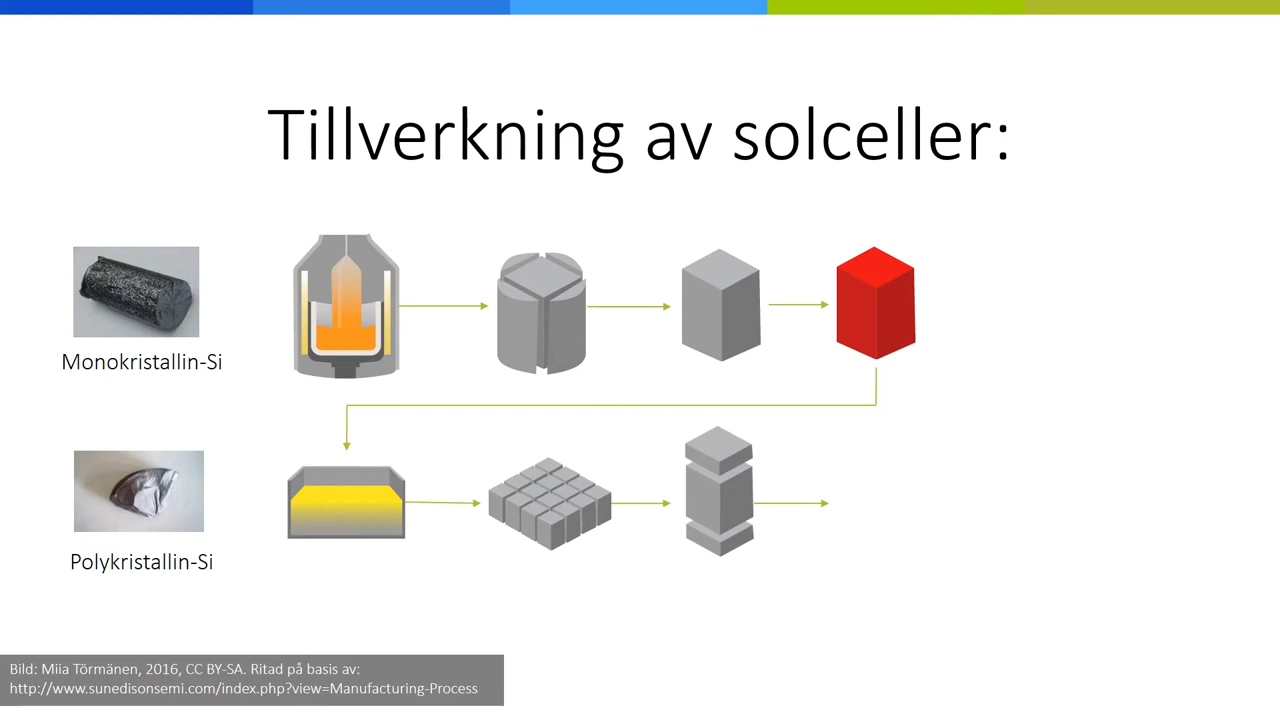 Tillverkning av solceller:
Monokristallin-Si
Polykristallin-Si
Bild: Miia Törmänen, 2016, CC BY-SA. Ritad på basis av:
http://www.sunedisonsemi.com/index.php?view=Manufacturing-Process